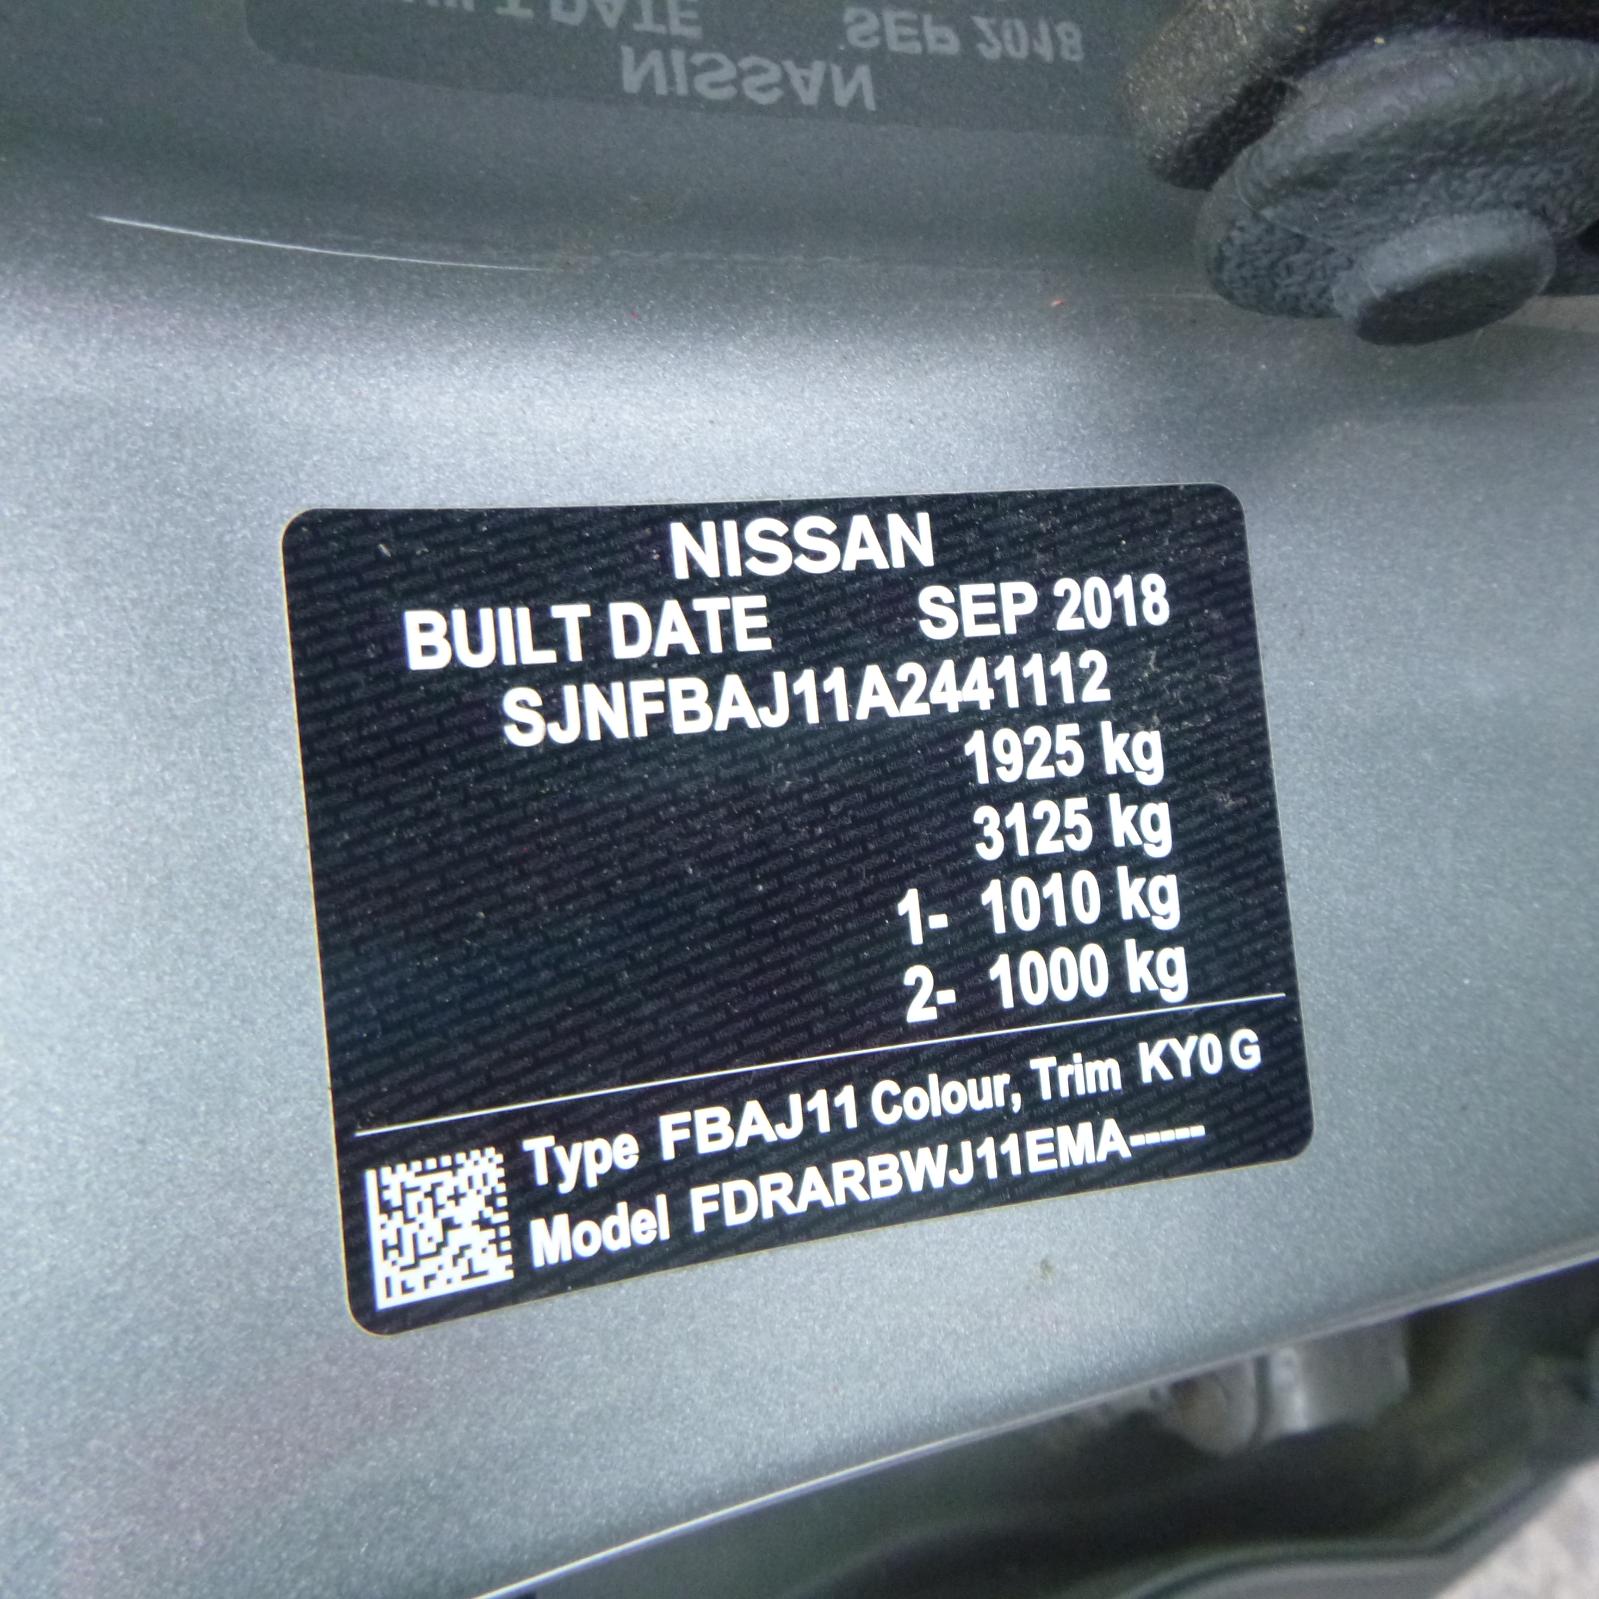 NISSAN
BUILT DATE SEP 2018
SJNFBAJ11A2441112
1925 kg
3125 kg
1- 1010 kg
2- 1000 kg
Type FBAJ11 Colour, Trim KY0 G
Model FDRARBWJ11EMA-----